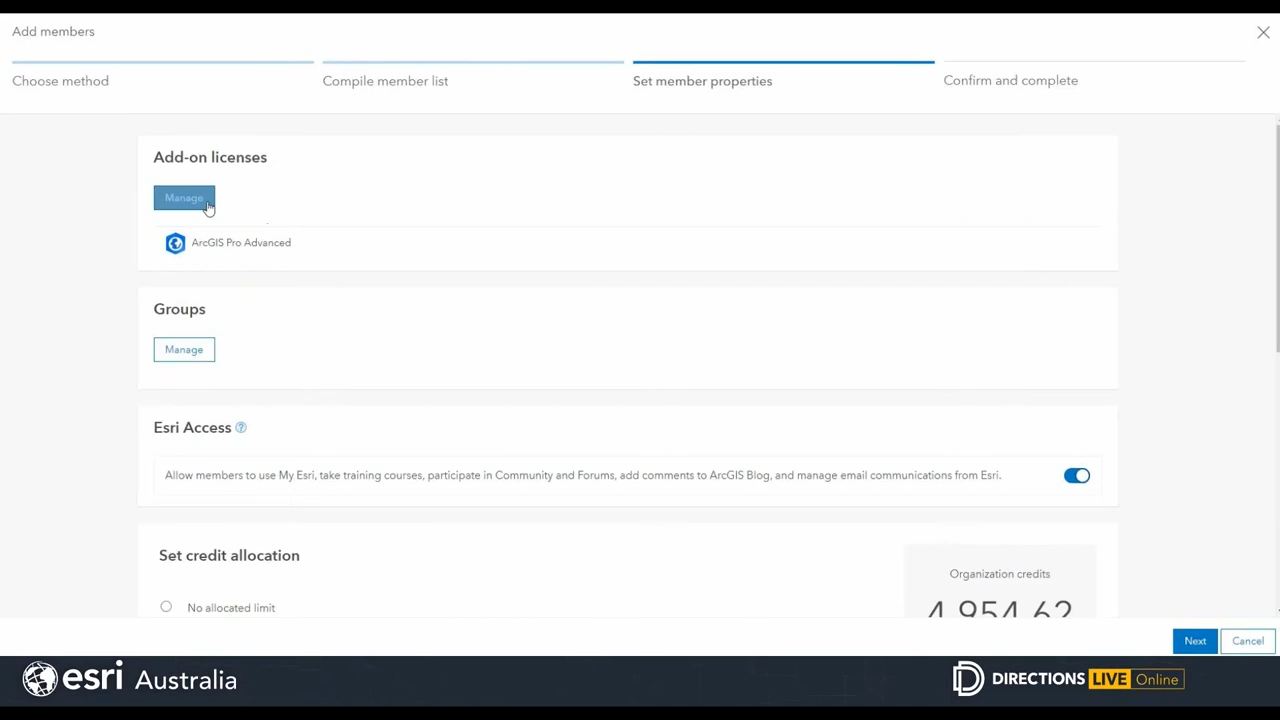 Add members
Choose method
Compile member list
Set member properties
Confirm and complete
Add-on licenses
Manage
ArcGIS Pro Advanced
Groups
Manage
Esri Access
Allow members to use My Esri, take training courses, participate in Community and Forums, add comments to ArcGIS Blog, and manage email communications from Esri.
Set credit allocation
Organization credits
No allocated limit
4,954.62
Next
Cancel
esri Australia
DIRECTIONS LIVE Online